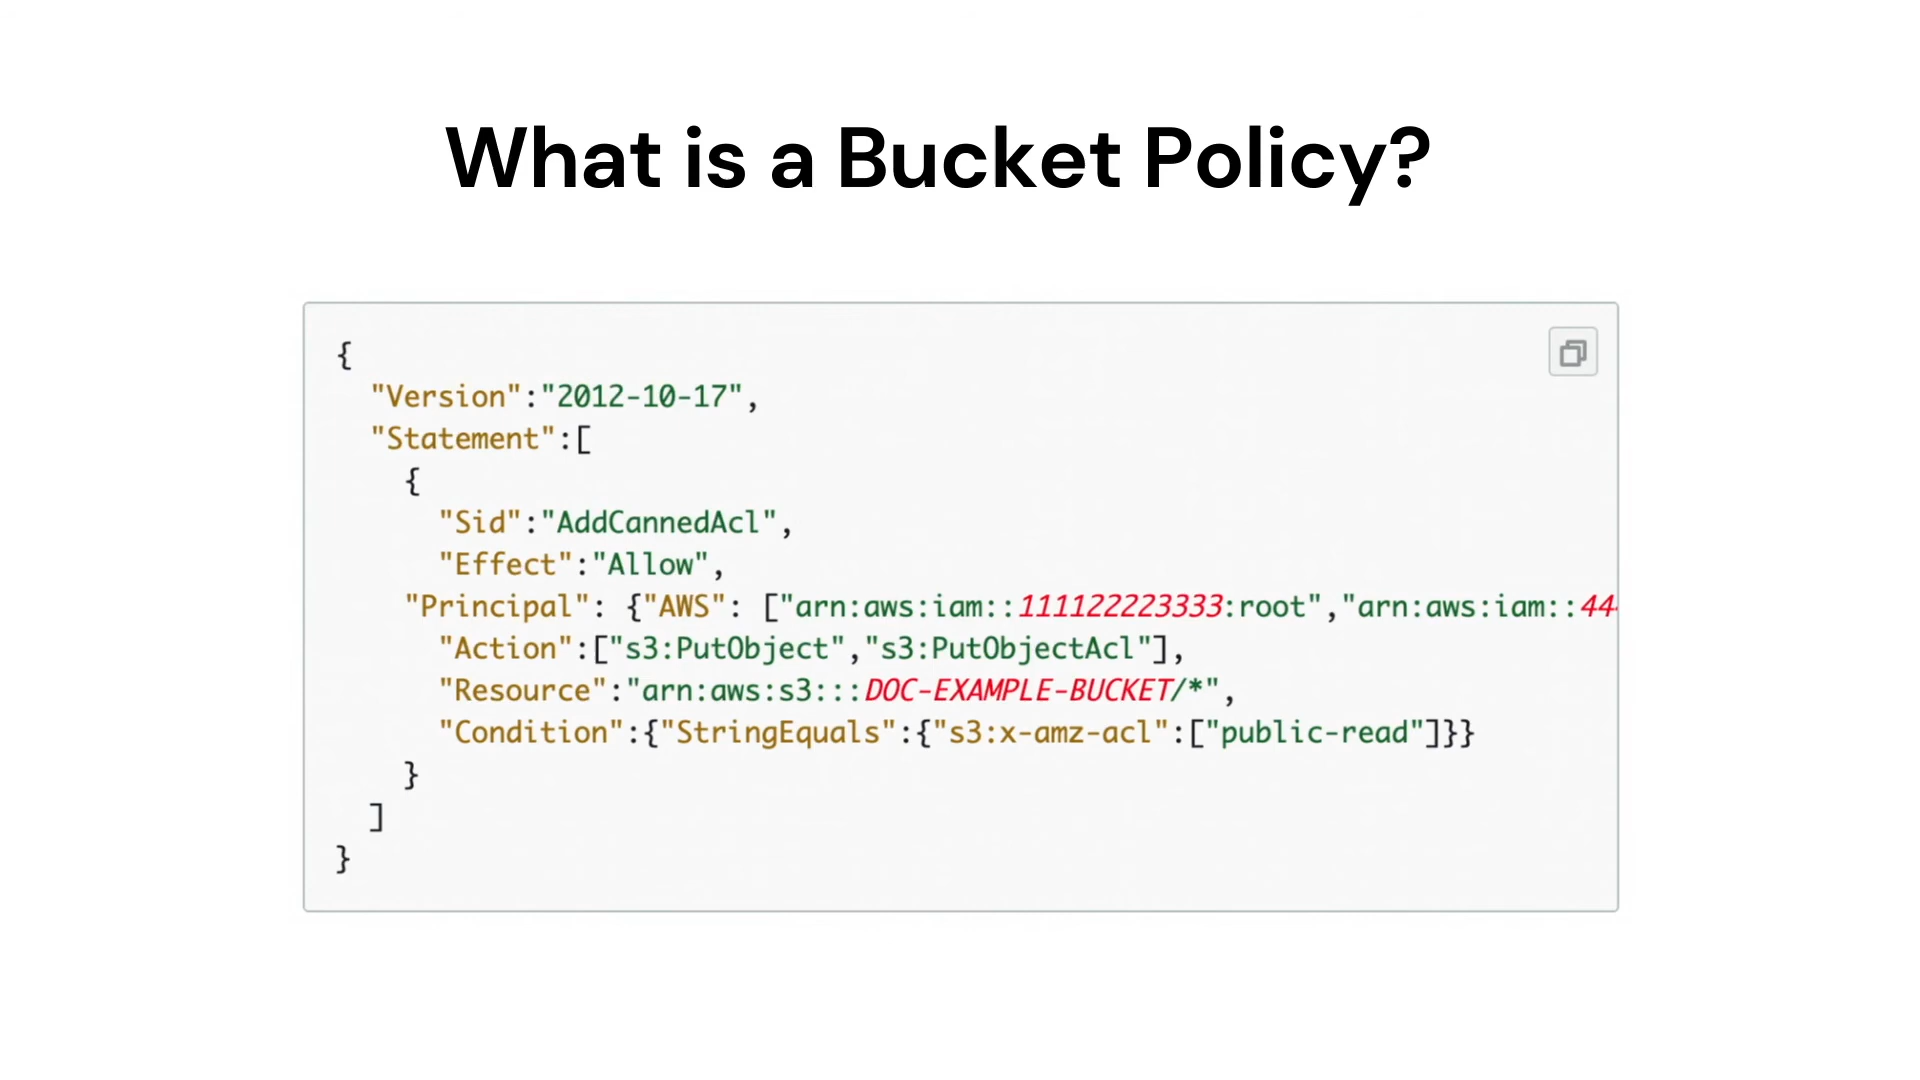 What is a Bucket Policy?
{
"Version":"2012-10-17",
"Statement":[
{
"Sid":"AddCannedAcl",
"Effect":"Allow",
"Principal": {"AWS": ["arn:aws:iam::111122223333:root","arn:aws:iam::44
"Action":["s3:PutObject","s3:PutObjectAcl"],
"Resource":"arn:aws:s3:::DOC-EXAMPLE-BUCKET/*",
"Condition":{"StringEquals":{"s3:x-amz-acl":["public-read"]}}
}
]
}